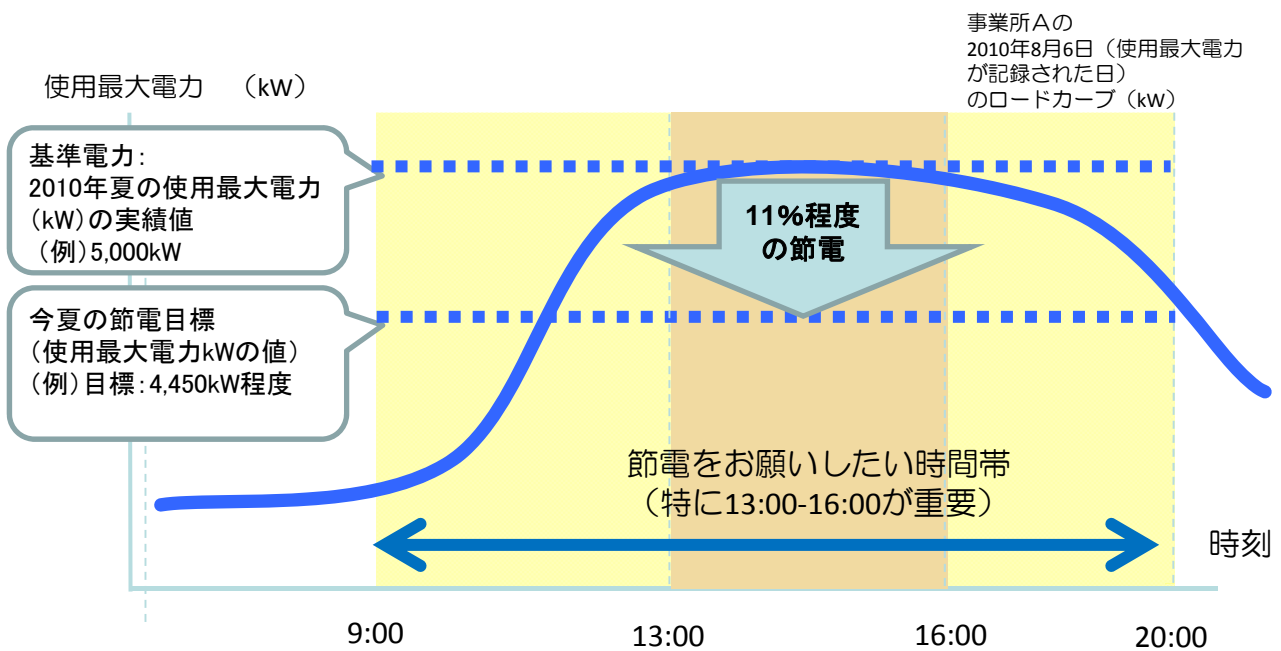 事業所Aの
2010年8月6日（使用最大電力
が記録された日）
のロードカーブ（kW）
使用最大電力　（kW）
基準電力：
2010年夏の使用最大電力
(kW)の実績値
（例）5,000kW
11%程度
の節電
今夏の節電目標
（使用最大電力kWの値）
（例）目標：4,450kW程度
節電をお願いしたい時間帯
（特に13:00-16:00が重要）
時刻
9:00
13:00
16:00
20:00